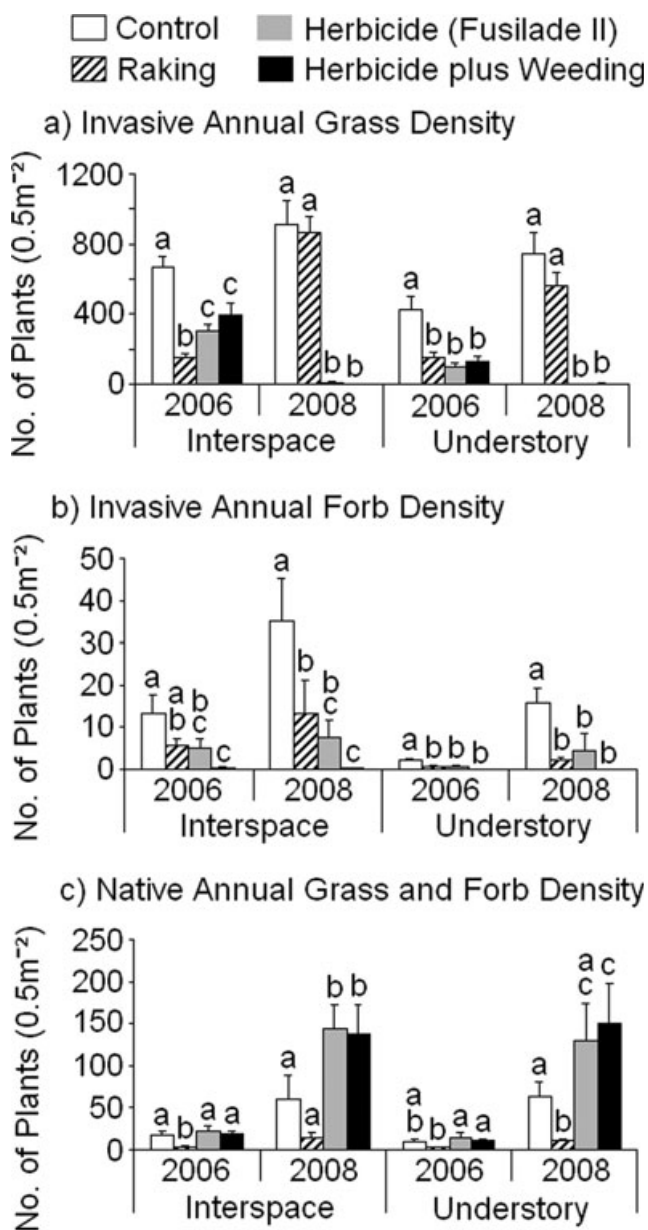 Control Herbicide (Fusilade II)
Raking Herbicide plus Weeding
a) Invasive Annual Grass Density
No. of Plants (0.5m⁻²)
1200
800
400
0
a b c c a a b b a b b b a a b b
2006 2008 2006 2008
Interspace Understory
b) Invasive Annual Forb Density
No. of Plants (0.5m⁻²)
50
40
30
20
10
0
a a b b c c a b b c c a b b b a b b b
2006 2008 2006 2008
Interspace Understory
c) Native Annual Grass and Forb Density
No. of Plants (0.5m⁻²)
250
200
150
100
50
0
a b a a a a b b a b b a a a b a c c
2006 2008 2006 2008
Interspace Understory